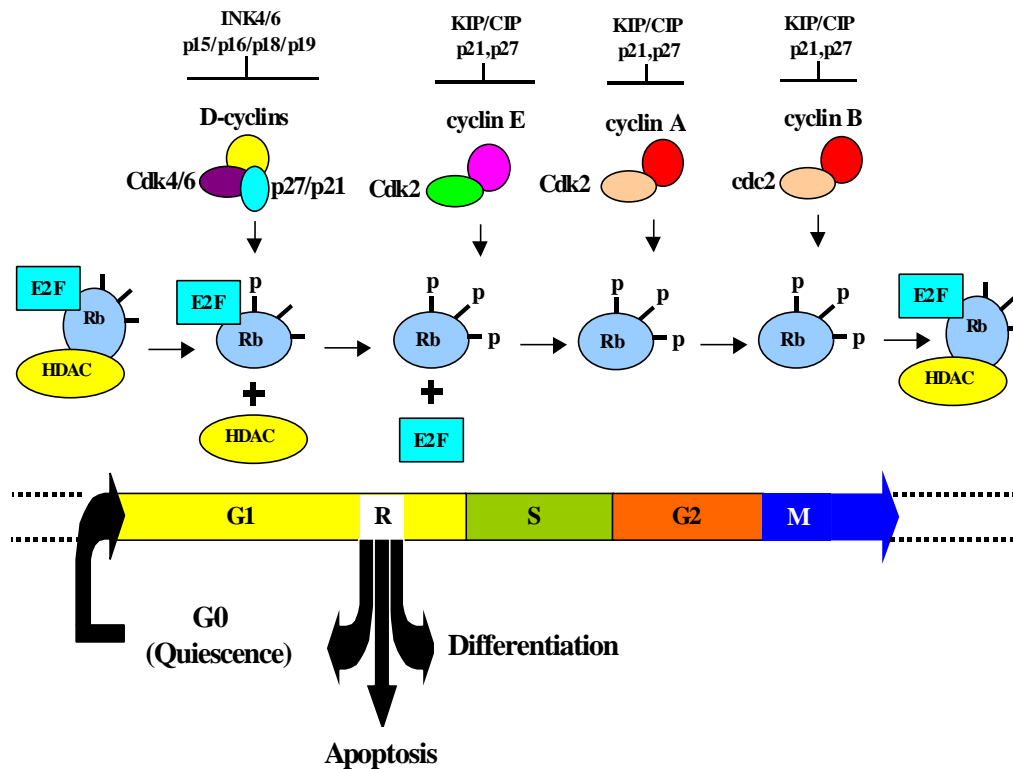 INK4/6
p15/p16/p18/p19
KIP/CIP
p21,p27
KIP/CIP
p21,p27
KIP/CIP
p21,p27
D-cyclins
cyclin E
cyclin A
cyclin B
Cdk4/6
p27/p21
Cdk2
Cdk2
cdc2
E2F
Rb
HDAC
E2F
p
Rb
HDAC
p
p
p
Rb
E2F
p
p
p
Rb
p
p
p
Rb
E2F
Rb
HDAC
G1
R
S
G2
M
G0
(Quiescence)
Differentiation
Apoptosis